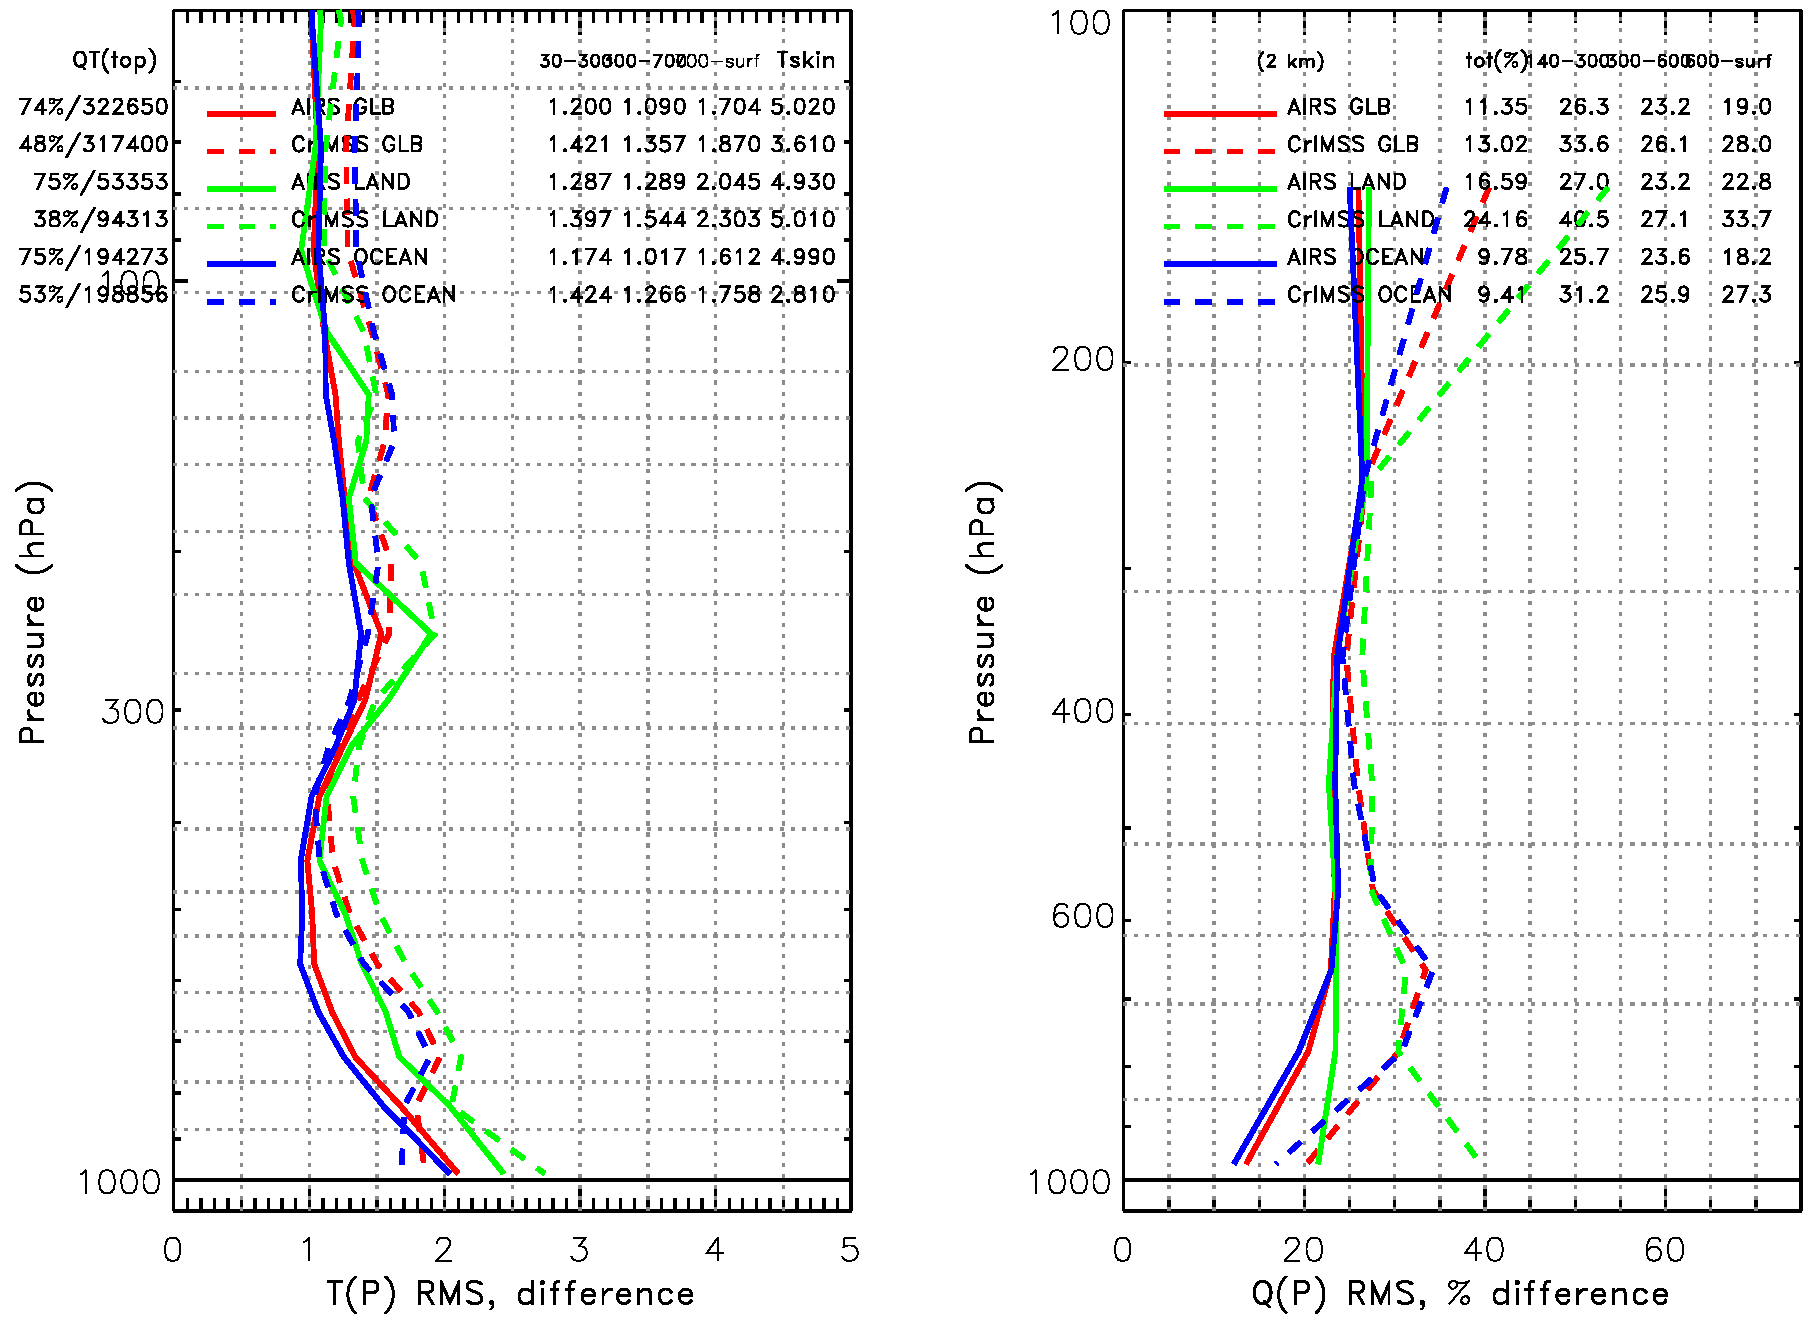 QT(top) 30-300 300-700 700-surf Tskin
74%/322650 AIRS GLB 1.200 1.090 1.704 5.020
48%/317400 CrIMSS GLB 1.421 1.357 1.870 3.610
75%/53353 AIRS LAND 1.287 1.289 2.045 4.930
38%/94313 CrIMSS LAND 1.397 1.544 2.303 5.010
75%/194273 AIRS OCEAN 1.174 1.017 1.612 4.990
53%/198856 CrIMSS OCEAN 1.424 1.266 1.758 2.810
100
300
1000
Pressure (hPa)
0 1 2 3 4 5
T(P) RMS, difference
100
(2 km) tot(%) 140-300 300-600 600-surf
AIRS GLB 11.35 26.3 23.2 19.0
CrIMSS GLB 13.02 33.6 26.1 28.0
AIRS LAND 16.59 27.0 23.2 22.8
CrIMSS LAND 24.16 40.5 27.1 33.7
AIRS OCEAN 9.78 25.7 23.6 18.2
CrIMSS OCEAN 9.41 31.2 25.9 27.3
200
400
600
1000
Pressure (hPa)
0 20 40 60
Q(P) RMS, % difference